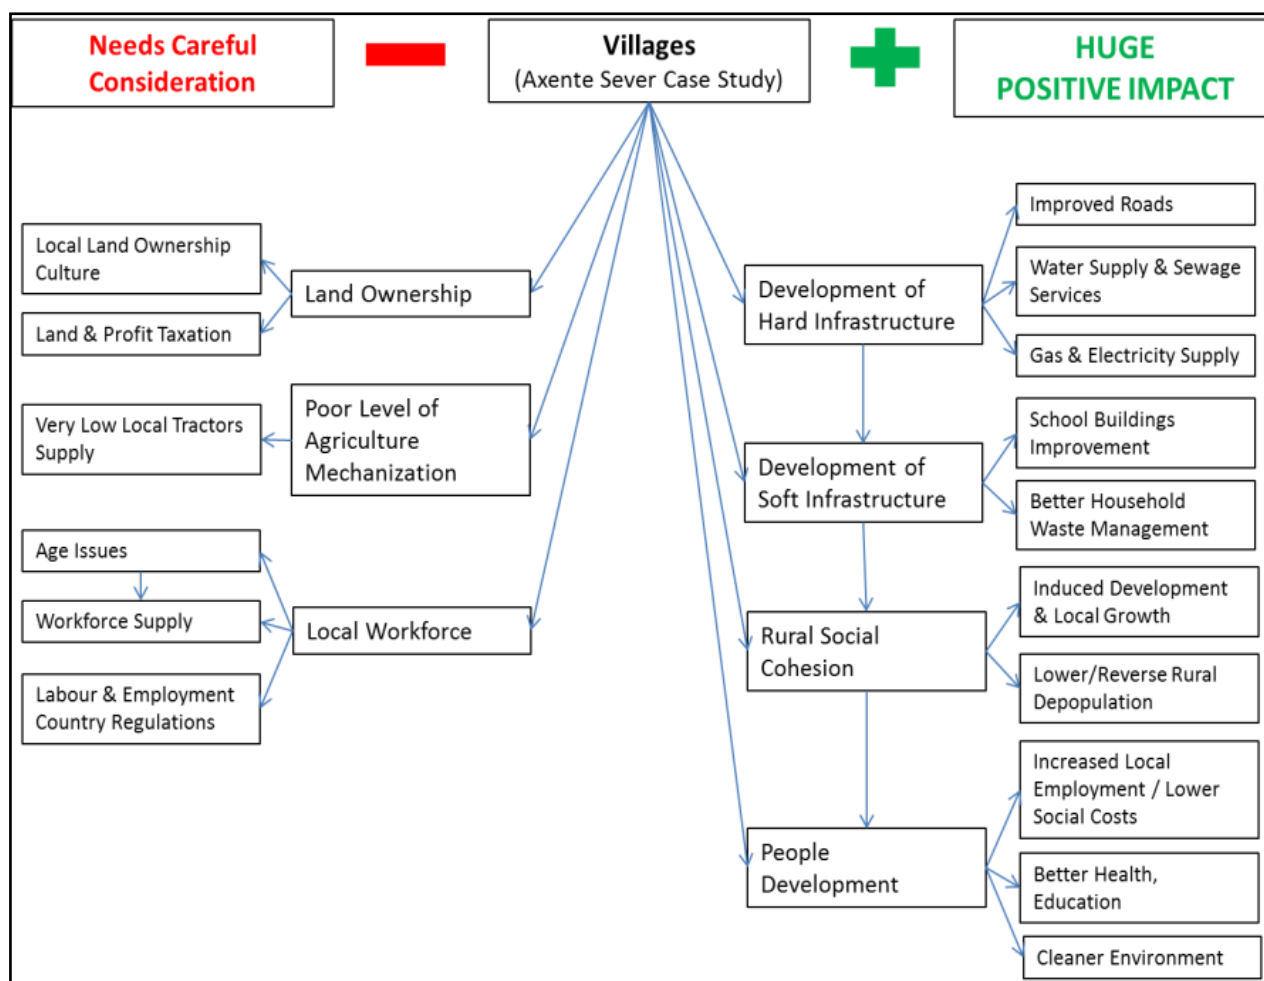 Needs Careful
Consideration
Villages
(Axente Sever Case Study)
HUGE
POSITIVE IMPACT
Local Land Ownership
Culture
Land & Profit Taxation
Land Ownership
Very Low Local Tractors
Supply
Poor Level of
Agriculture
Mechanization
Age Issues
Workforce Supply
Labour & Employment
Country Regulations
Local Workforce
Development of
Hard Infrastructure
Improved Roads
Water Supply & Sewage
Services
Gas & Electricity Supply
Development of
Soft Infrastructure
School Buildings
Improvement
Better Household
Waste Management
Rural Social
Cohesion
Induced Development
& Local Growth
Lower/Reverse Rural
Depopulation
People
Development
Increased Local
Employment / Lower
Social Costs
Better Health,
Education
Cleaner Environment